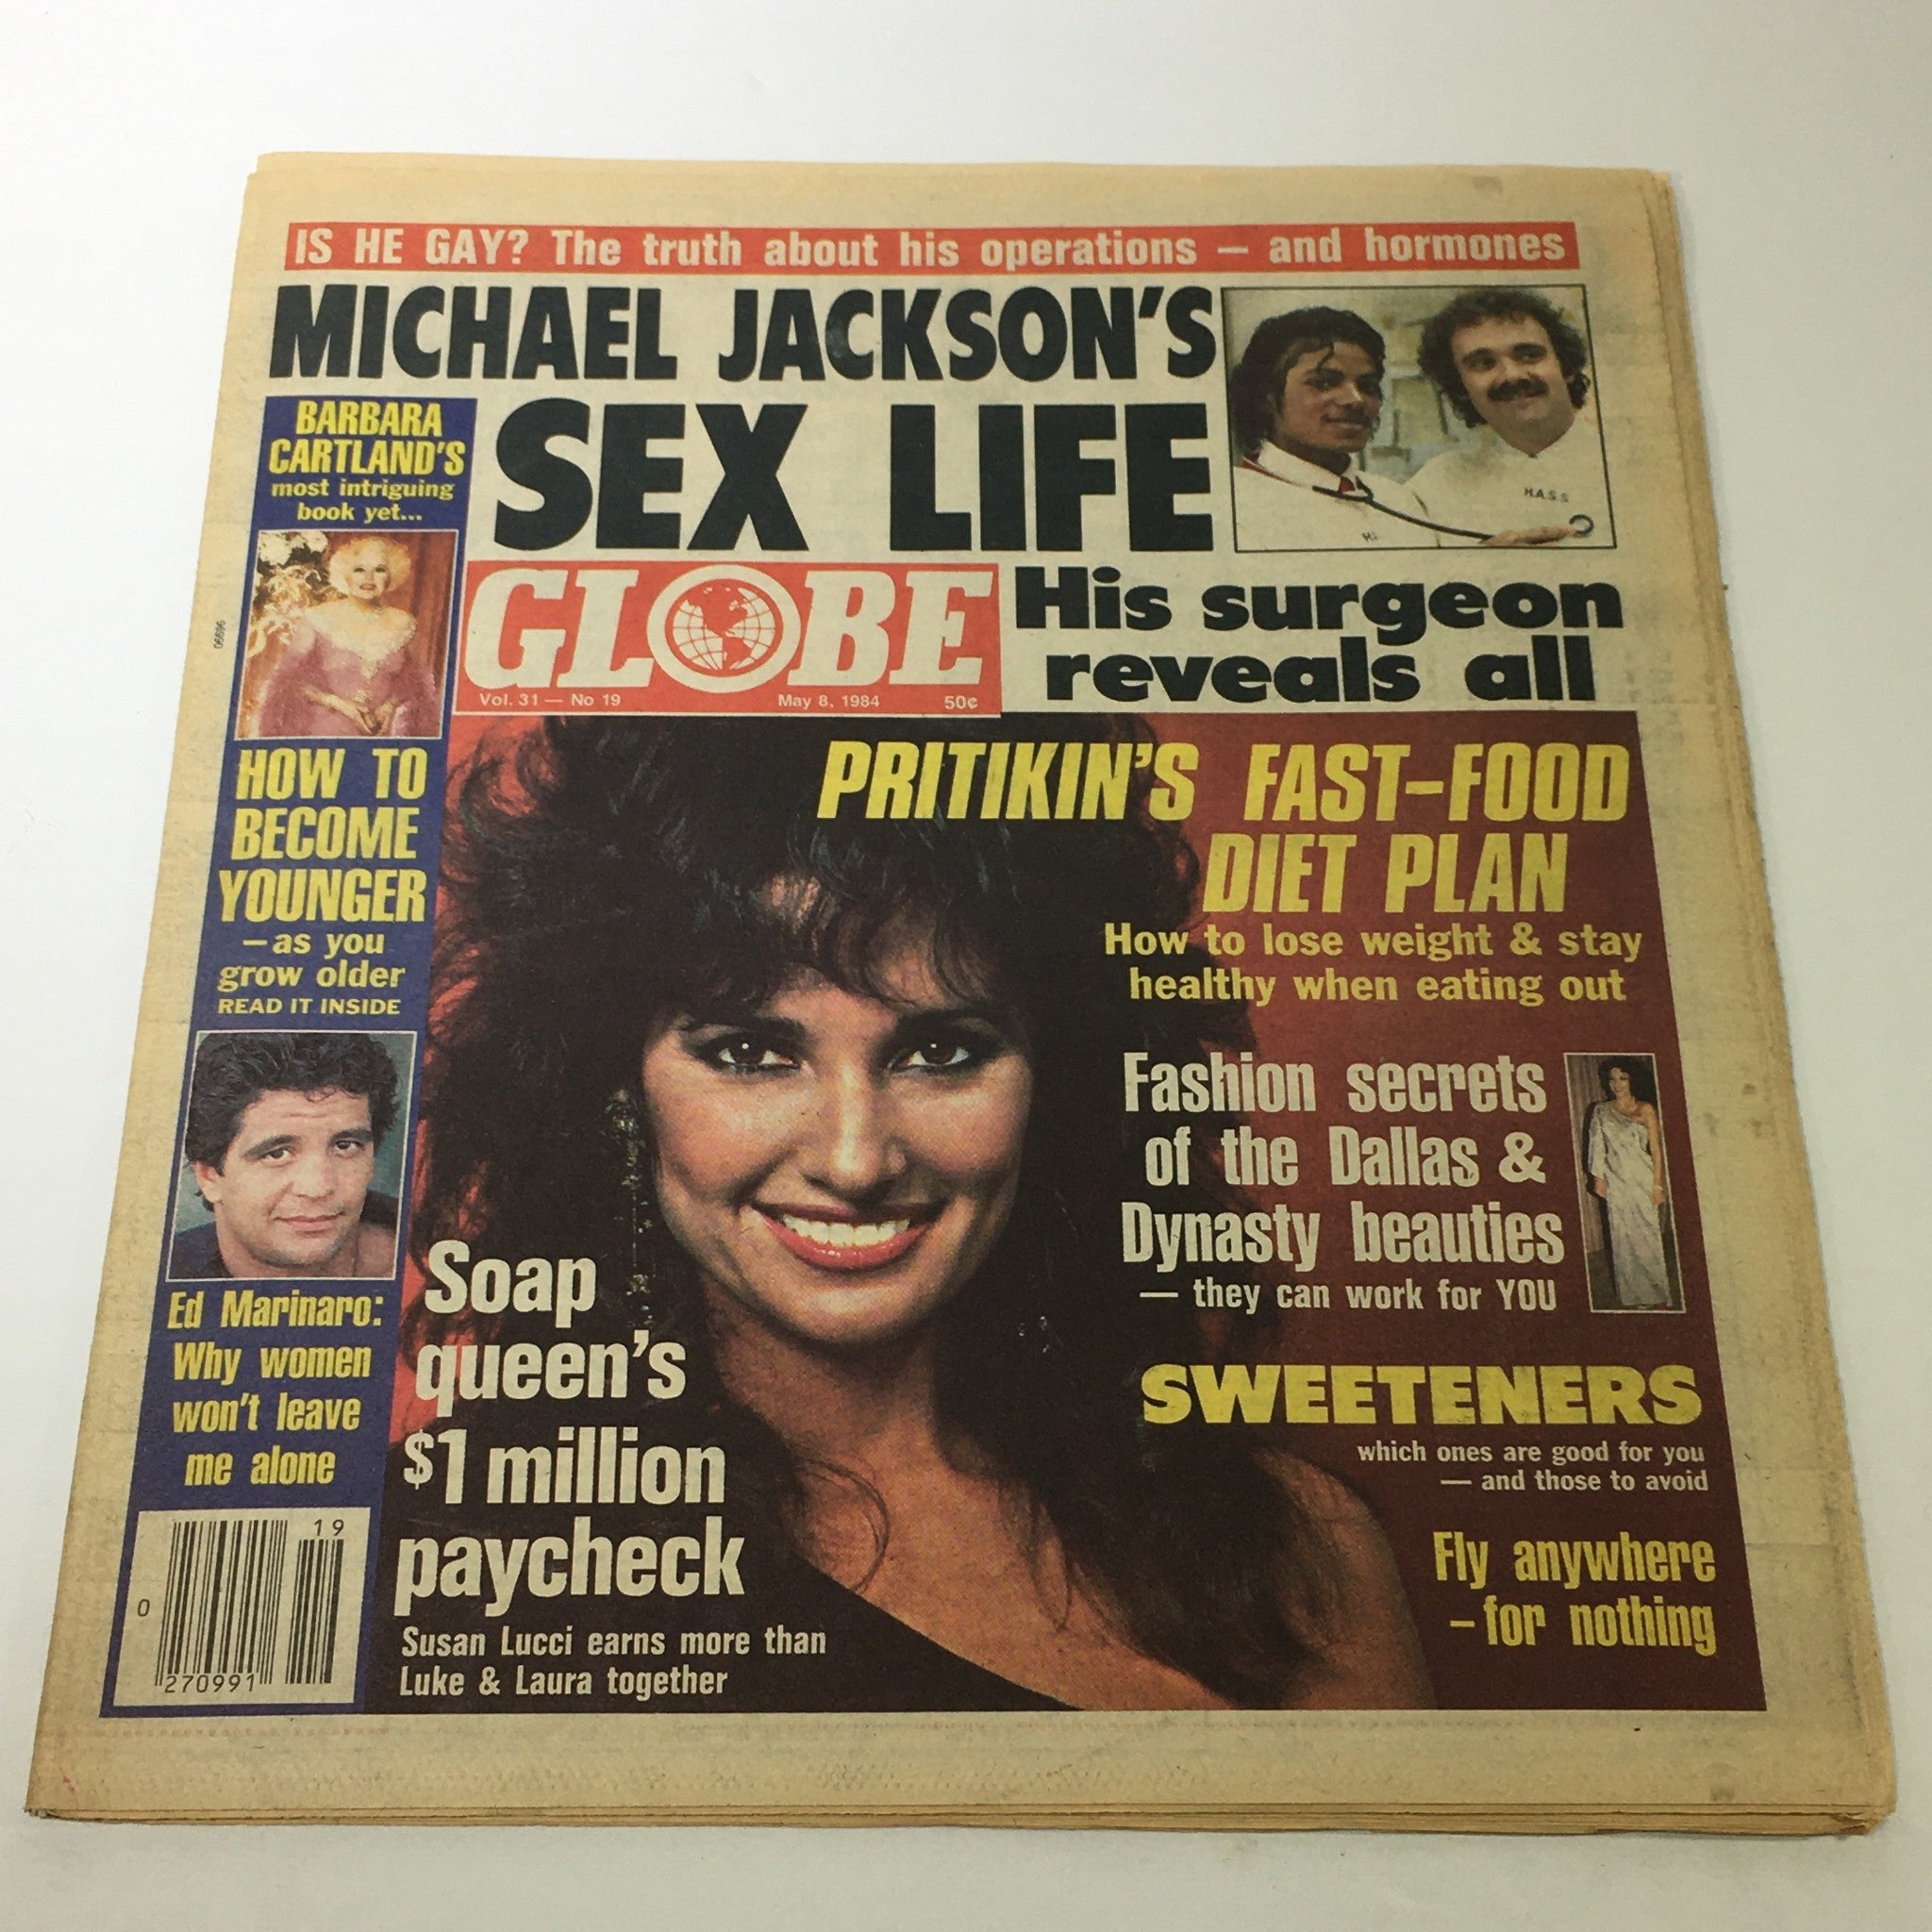 IS HE GAY? The truth about his operations — and hormones
MICHAEL JACKSON'S
SEX LIFE
H.A.S.S.
BARBARA
CARTLAND'S
most intriguing
book yet...
GLOBE
Vol. 31 — No 19 May 8, 1984 50¢
His surgeon
reveals all
06696
HOW TO
BECOME
YOUNGER
—as you
grow older
READ IT INSIDE
PRITIKIN'S FAST-FOOD
DIET PLAN
How to lose weight & stay
healthy when eating out
Fashion secrets
of the Dallas &
Dynasty beauties
— they can work for YOU
Ed Marinaro:
Why women
won't leave
me alone
Soap
queen's
$1 million
paycheck
Susan Lucci earns more than
Luke & Laura together
SWEETENERS
which ones are good for you
— and those to avoid
Fly anywhere
– for nothing
19
0
270991